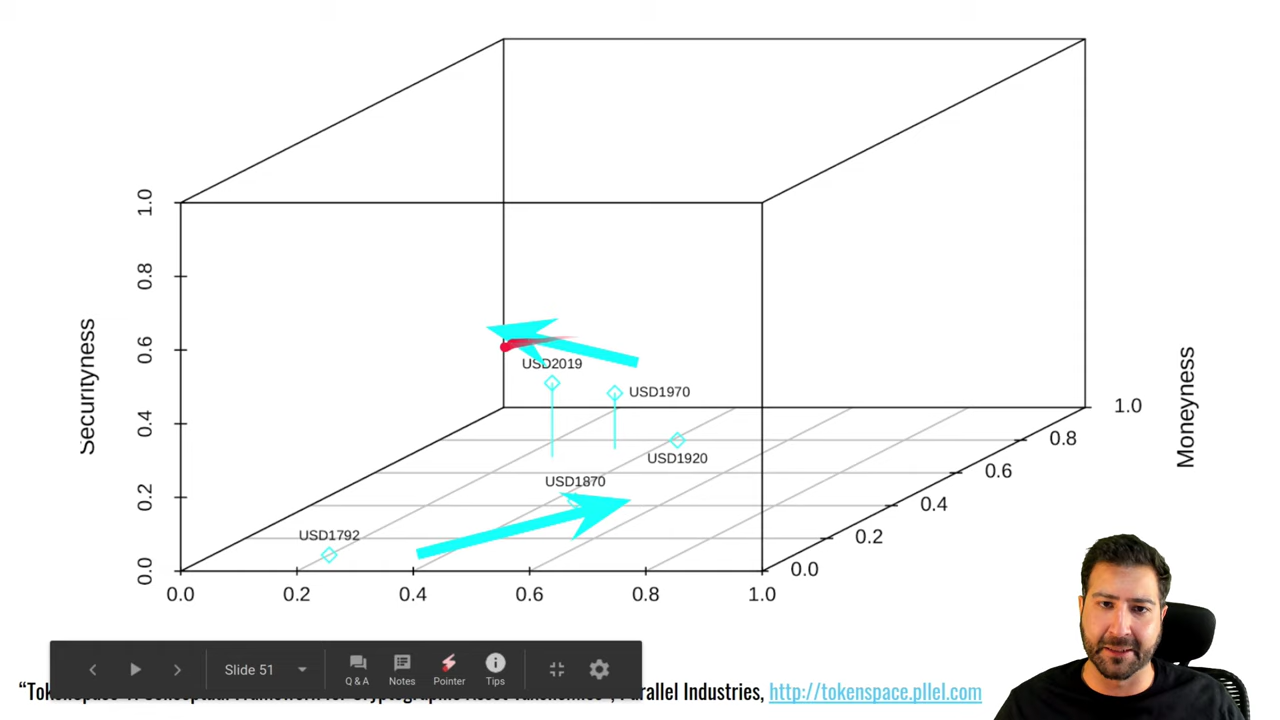 1.0
0.8
0.6
0.4
0.2
0.0
Securityness
USD2019
USD1970
USD1920
USD1870
USD1792
0.0 0.2 0.4 0.6 0.8 1.0
1.0
0.8
0.6
0.4
0.2
0.0
Moneyness
Slide 51
Q & A Notes Pointer Tips
Parallel Industries, http://tokenspace.pllel.com